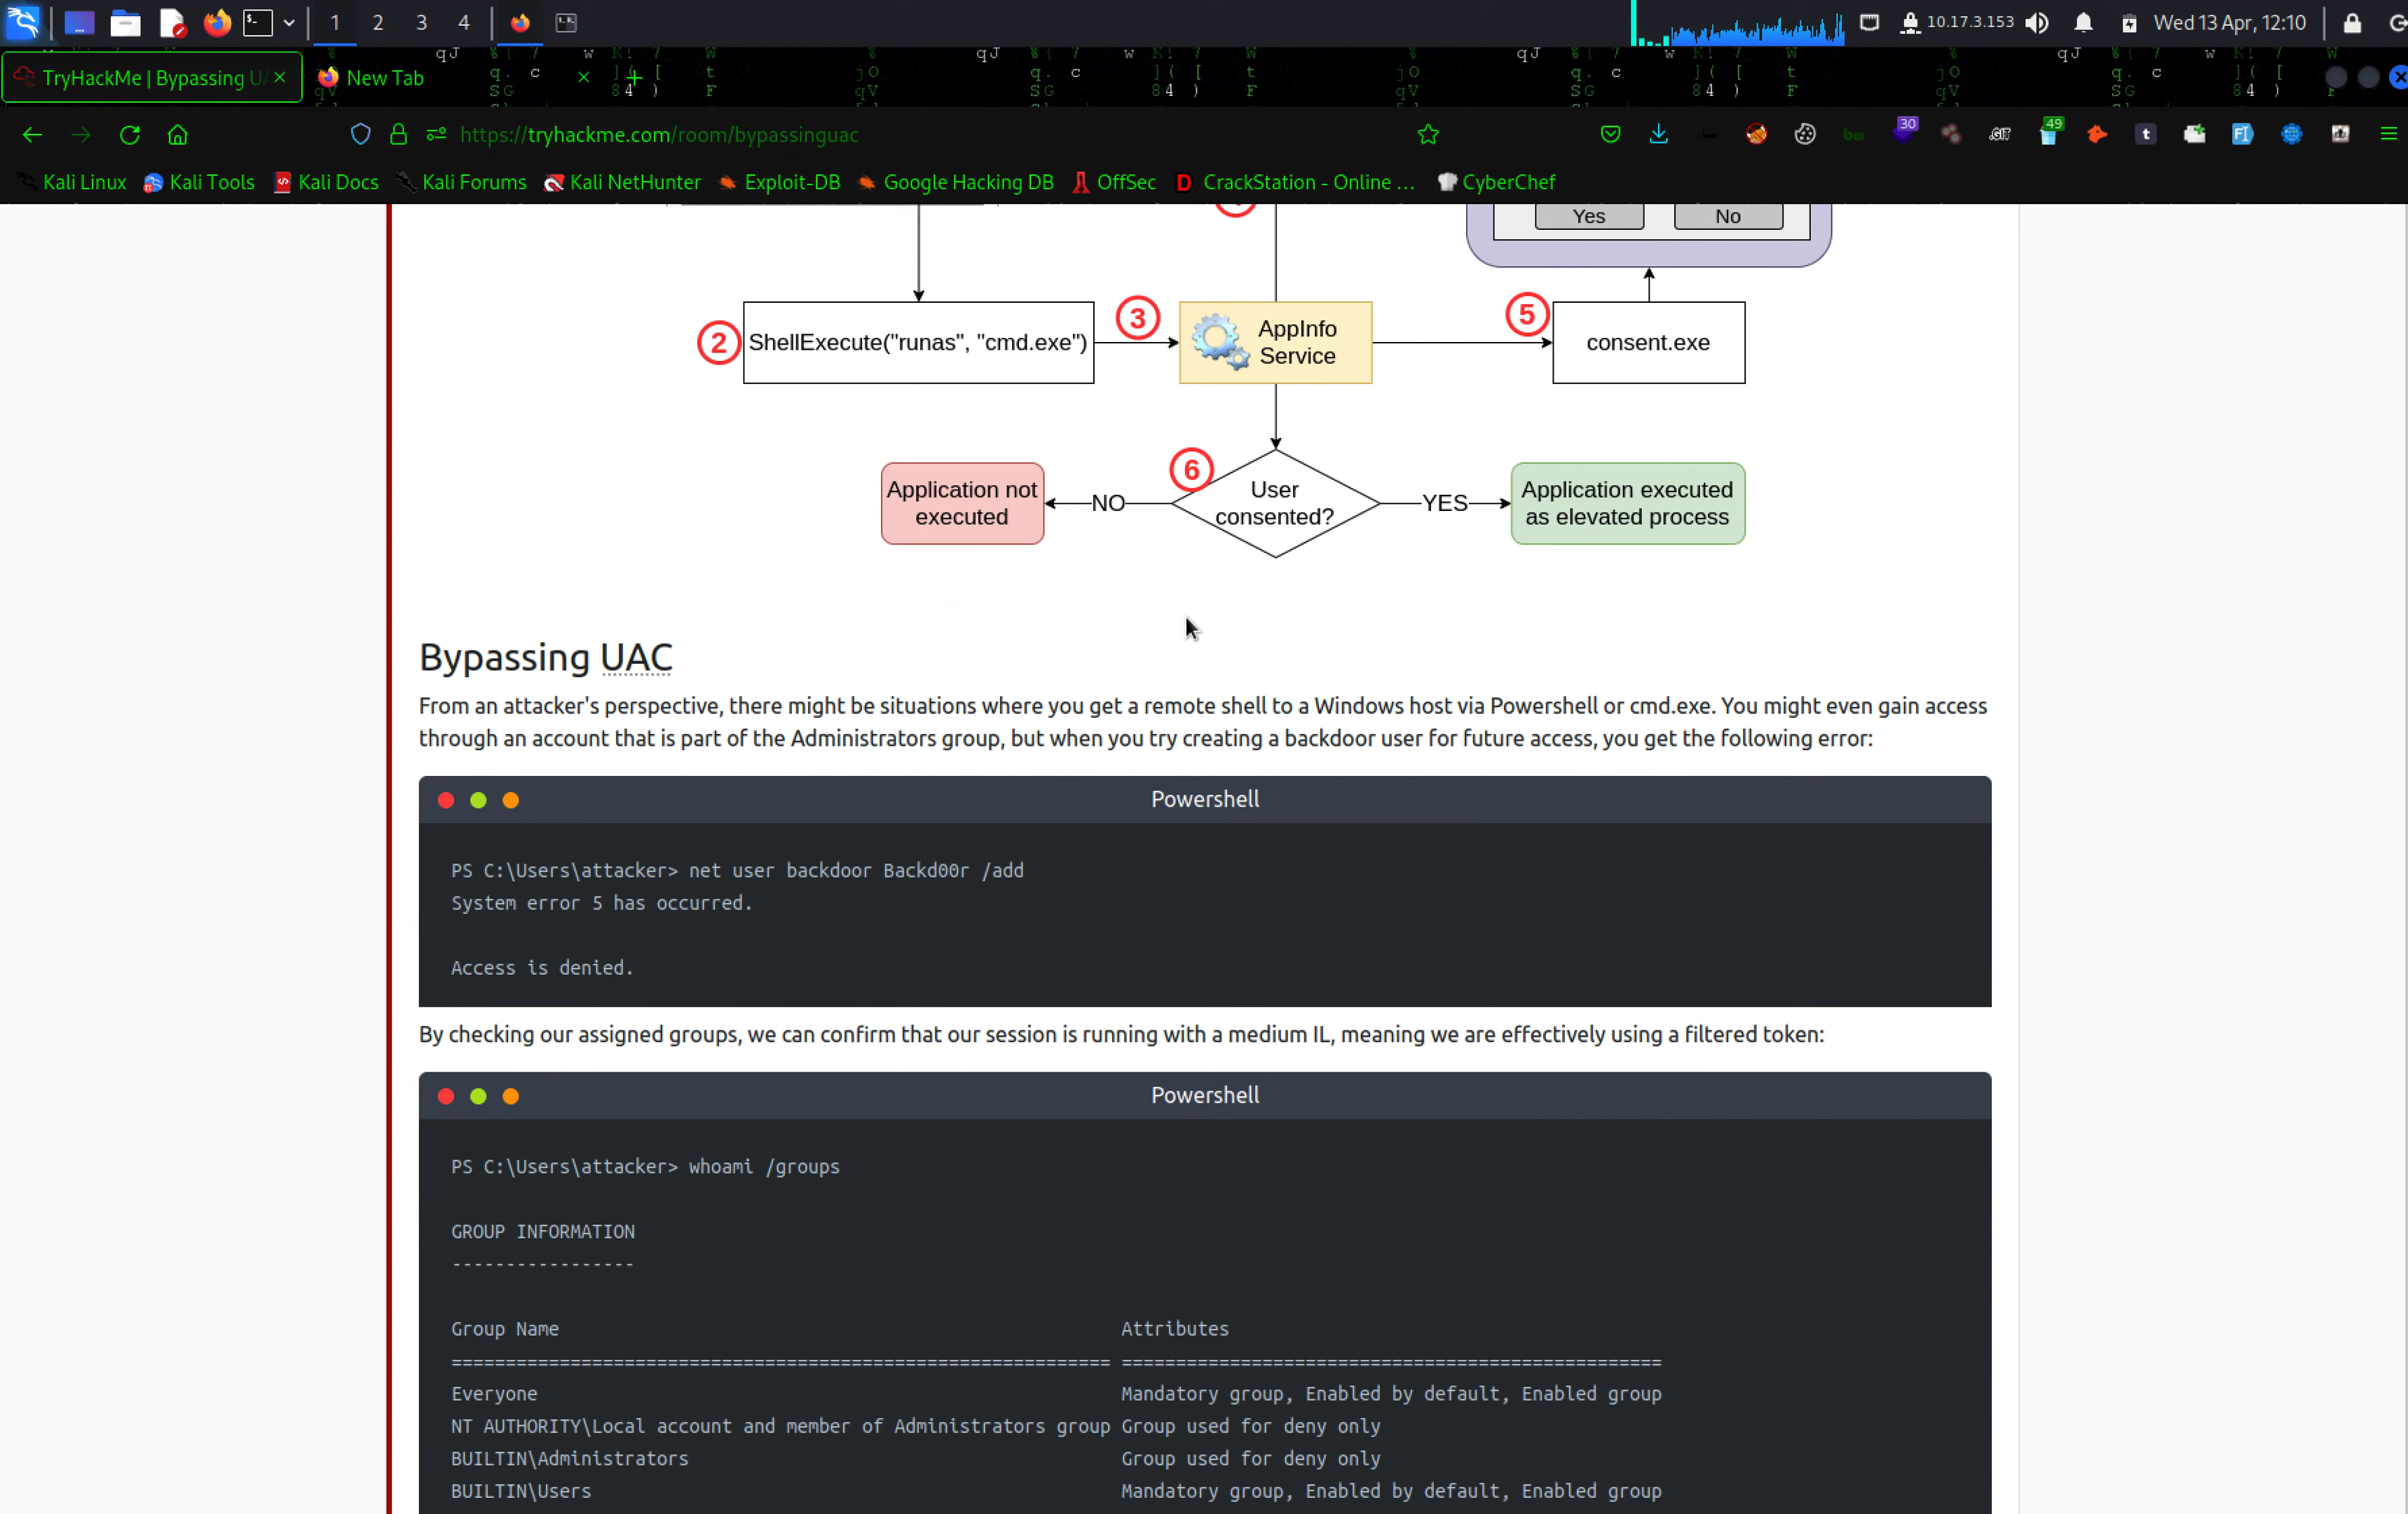 1 2 3 4
10.17.3.153 Wed 13 Apr, 12:10
TryHackMe | Bypassing UA
New Tab
https://tryhackme.com/room/bypassinguac
30
49
Kali Linux Kali Tools Kali Docs Kali Forums Kali NetHunter Exploit-DB Google Hacking DB OffSec CrackStation - Online ... CyberChef
Yes No
2 ShellExecute("runas", "cmd.exe")
3
AppInfo
Service
5
consent.exe
6
Application not
executed
NO
User
consented?
YES
Application executed
as elevated process
Bypassing UAC
From an attacker's perspective, there might be situations where you get a remote shell to a Windows host via Powershell or cmd.exe. You might even gain access
through an account that is part of the Administrators group, but when you try creating a backdoor user for future access, you get the following error:
Powershell
PS C:\Users\attacker> net user backdoor Backd00r /add
System error 5 has occurred.
Access is denied.
By checking our assigned groups, we can confirm that our session is running with a medium IL, meaning we are effectively using a filtered token:
Powershell
PS C:\Users\attacker> whoami /groups
GROUP INFORMATION
-----------------
Group Name Attributes
============================================================= ==================================================
Everyone Mandatory group, Enabled by default, Enabled group
NT AUTHORITY\Local account and member of Administrators group Group used for deny only
BUILTIN\Administrators Group used for deny only
BUILTIN\Users Mandatory group, Enabled by default, Enabled group